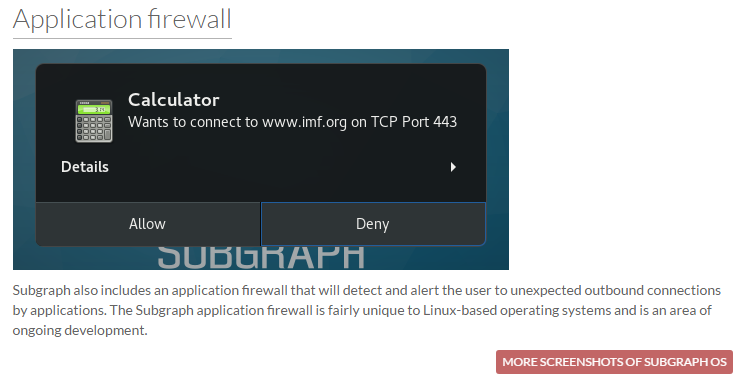 Application firewall
Calculator
Wants to connect to www.imf.org on TCP Port 443
Details
Allow
Deny
SUBGRAPH
Subgraph also includes an application firewall that will detect and alert the user to unexpected outbound connections
by applications. The Subgraph application firewall is fairly unique to Linux-based operating systems and is an area of
ongoing development.
MORE SCREENSHOTS OF SUBGRAPH OS